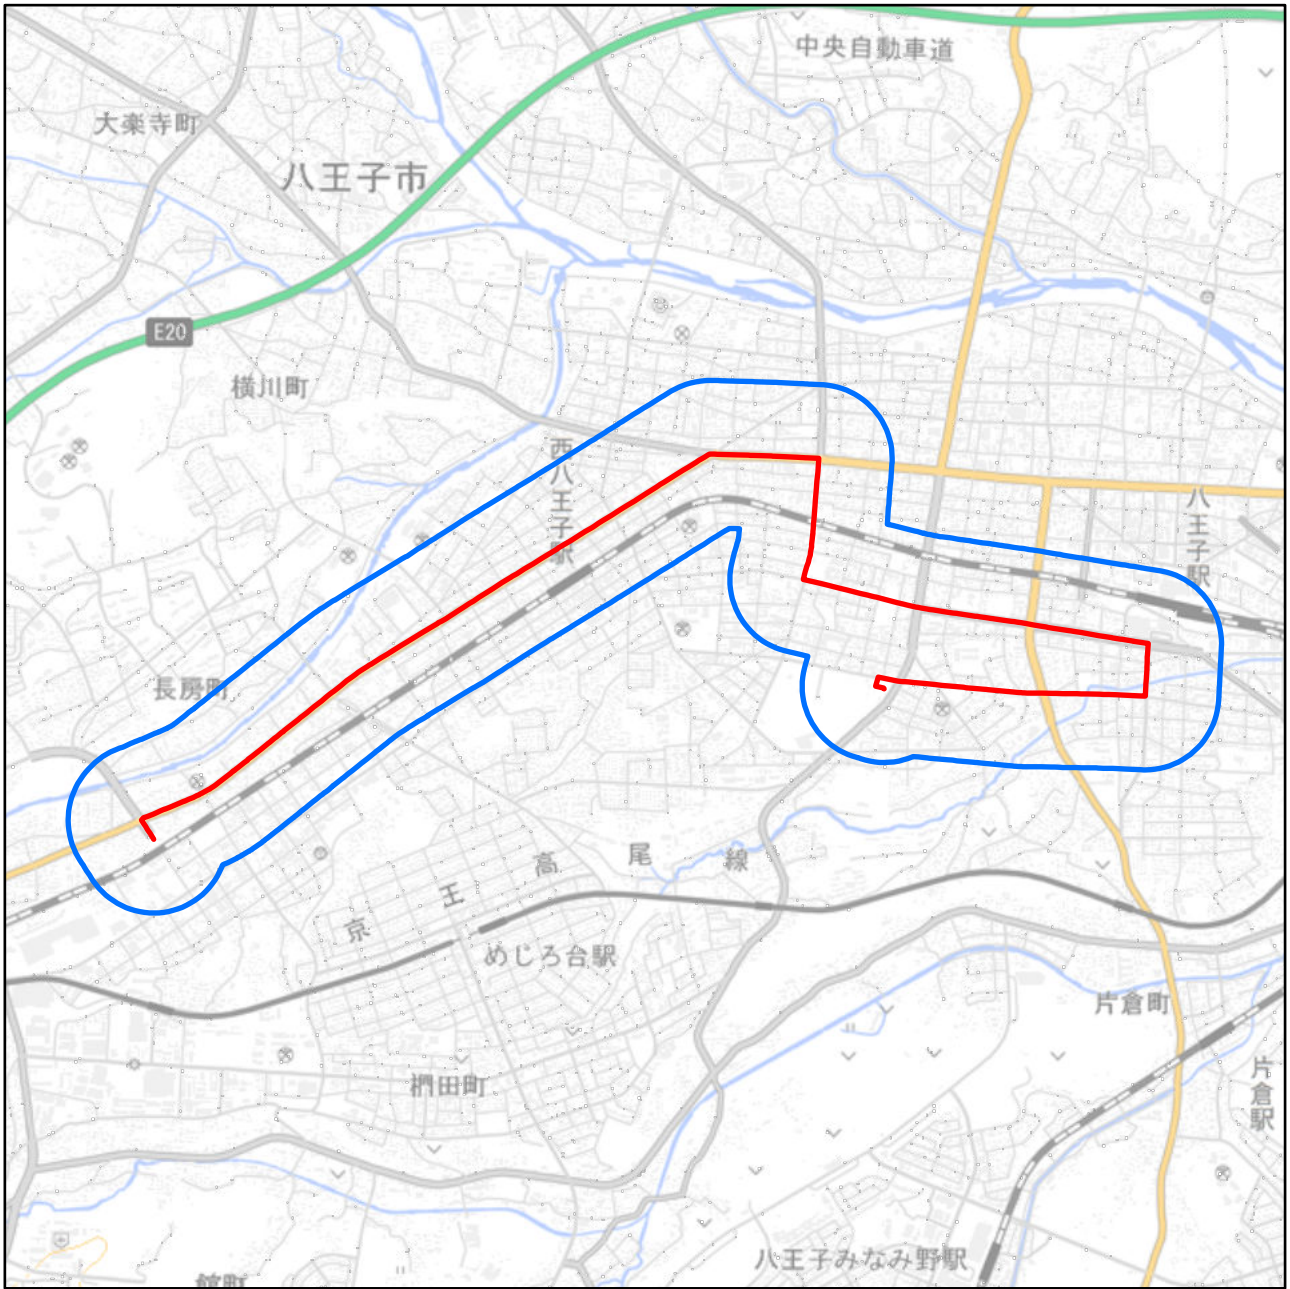 中央自動車道
大楽寺町
八王子市
E20
横川町
西八王子駅
八王子駅
長房町
京王高尾線
めじろ台駅
片倉町
片倉駅
椚田町
八王子みなみ野駅
館町